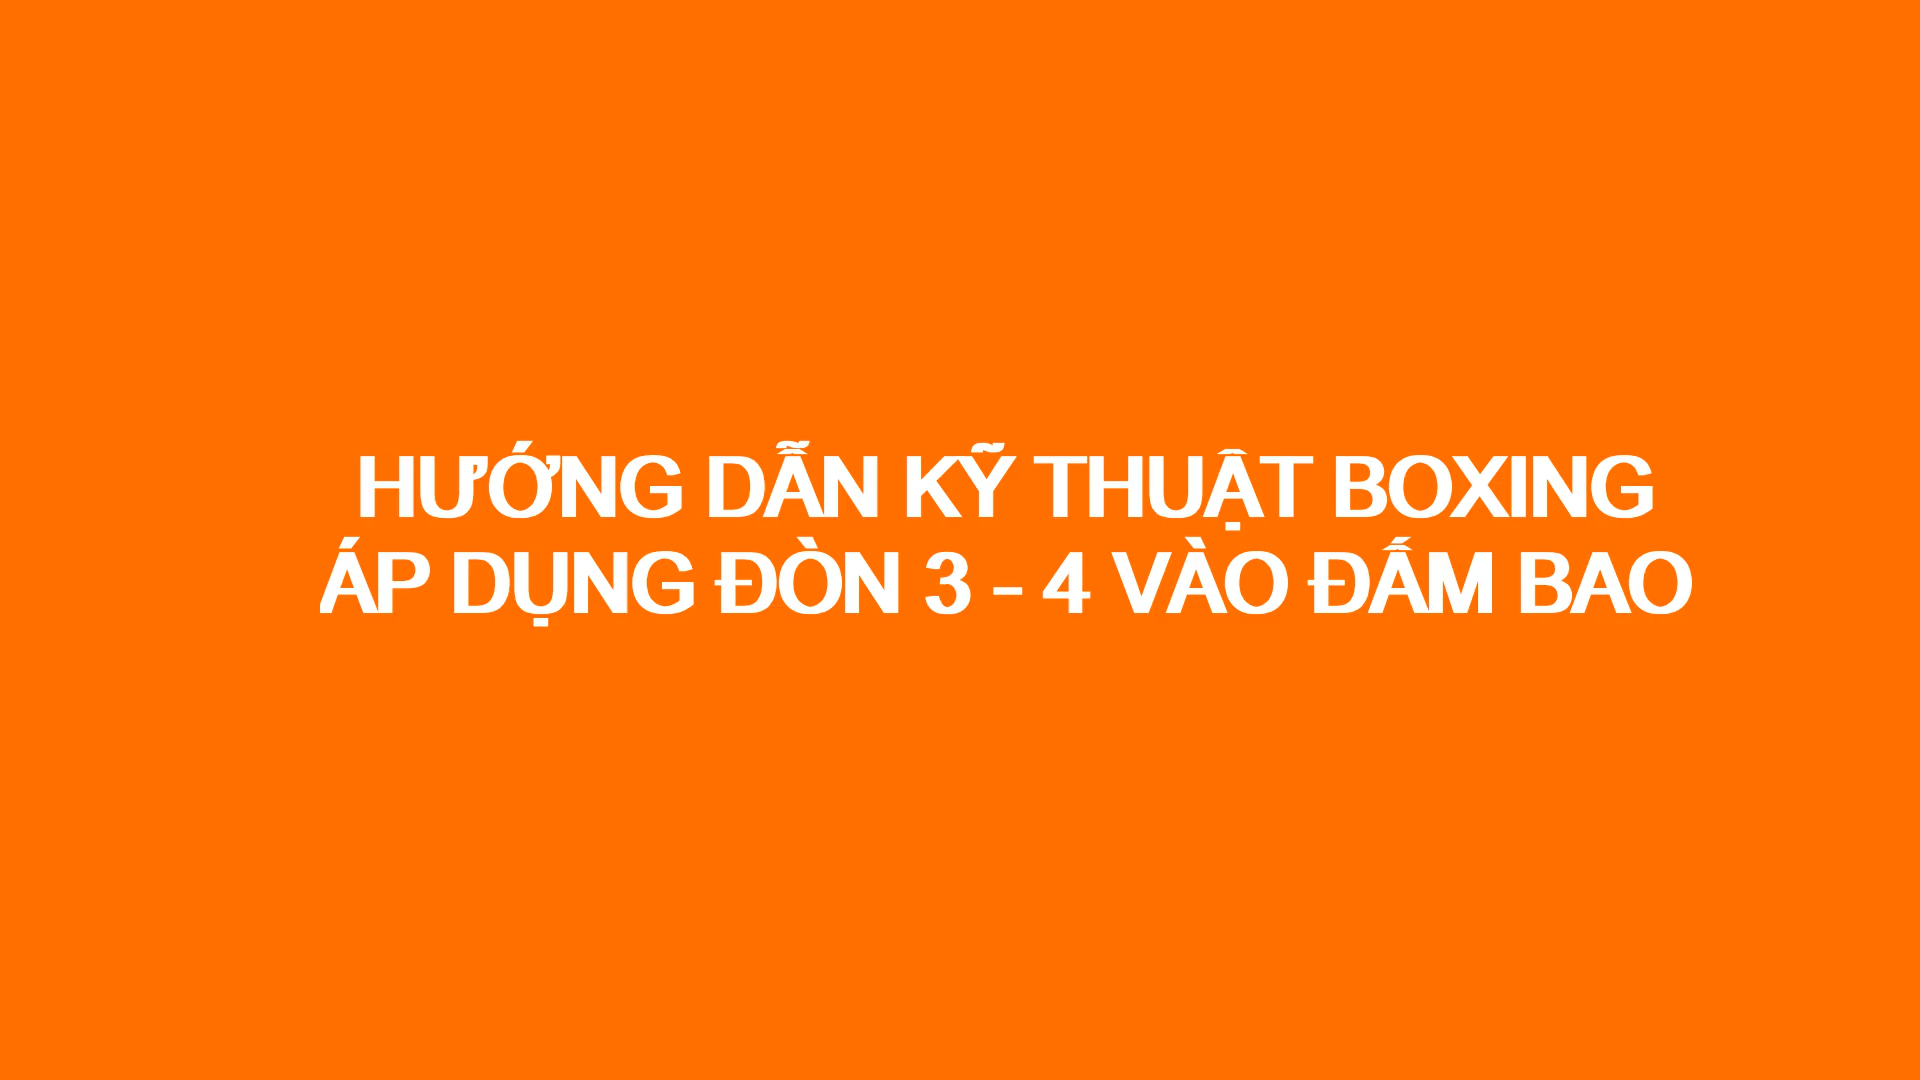 HƯỚNG DẪN KỸ THUẬT BOXING
ÁP DỤNG ĐÒN 3 - 4 VÀO ĐẤM BAO